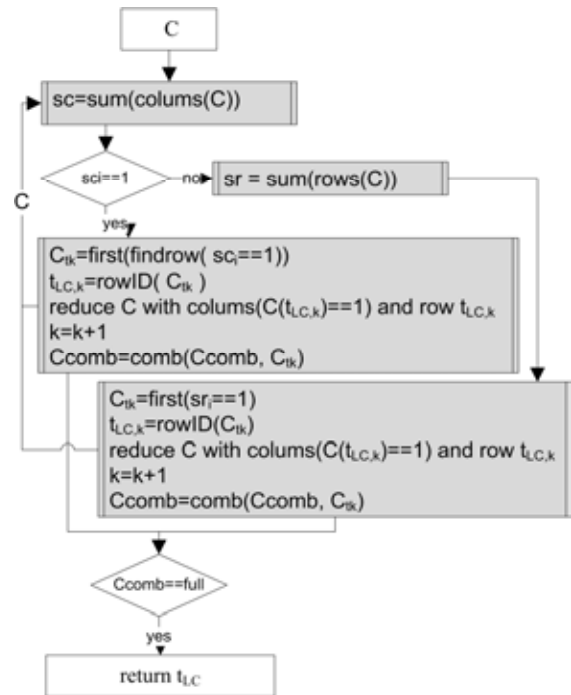 C
sc=sum(colums(C))
sci==1
no
sr = sum(rows(C))
C
yes
Ctk=first(findrow( sci==1))
tLC,k=rowID( Ctk )
reduce C with colums(C(tLC,k)==1) and row tLC,k
k=k+1
Ccomb=comb(Ccomb, Ctk)
Ctk=first(sri==1)
tLC,k=rowID(Ctk)
reduce C with colums(C(tLC,k)==1) and row tLC,k
k=k+1
Ccomb=comb(Ccomb, Ctk)
Ccomb==full
yes
return tLC